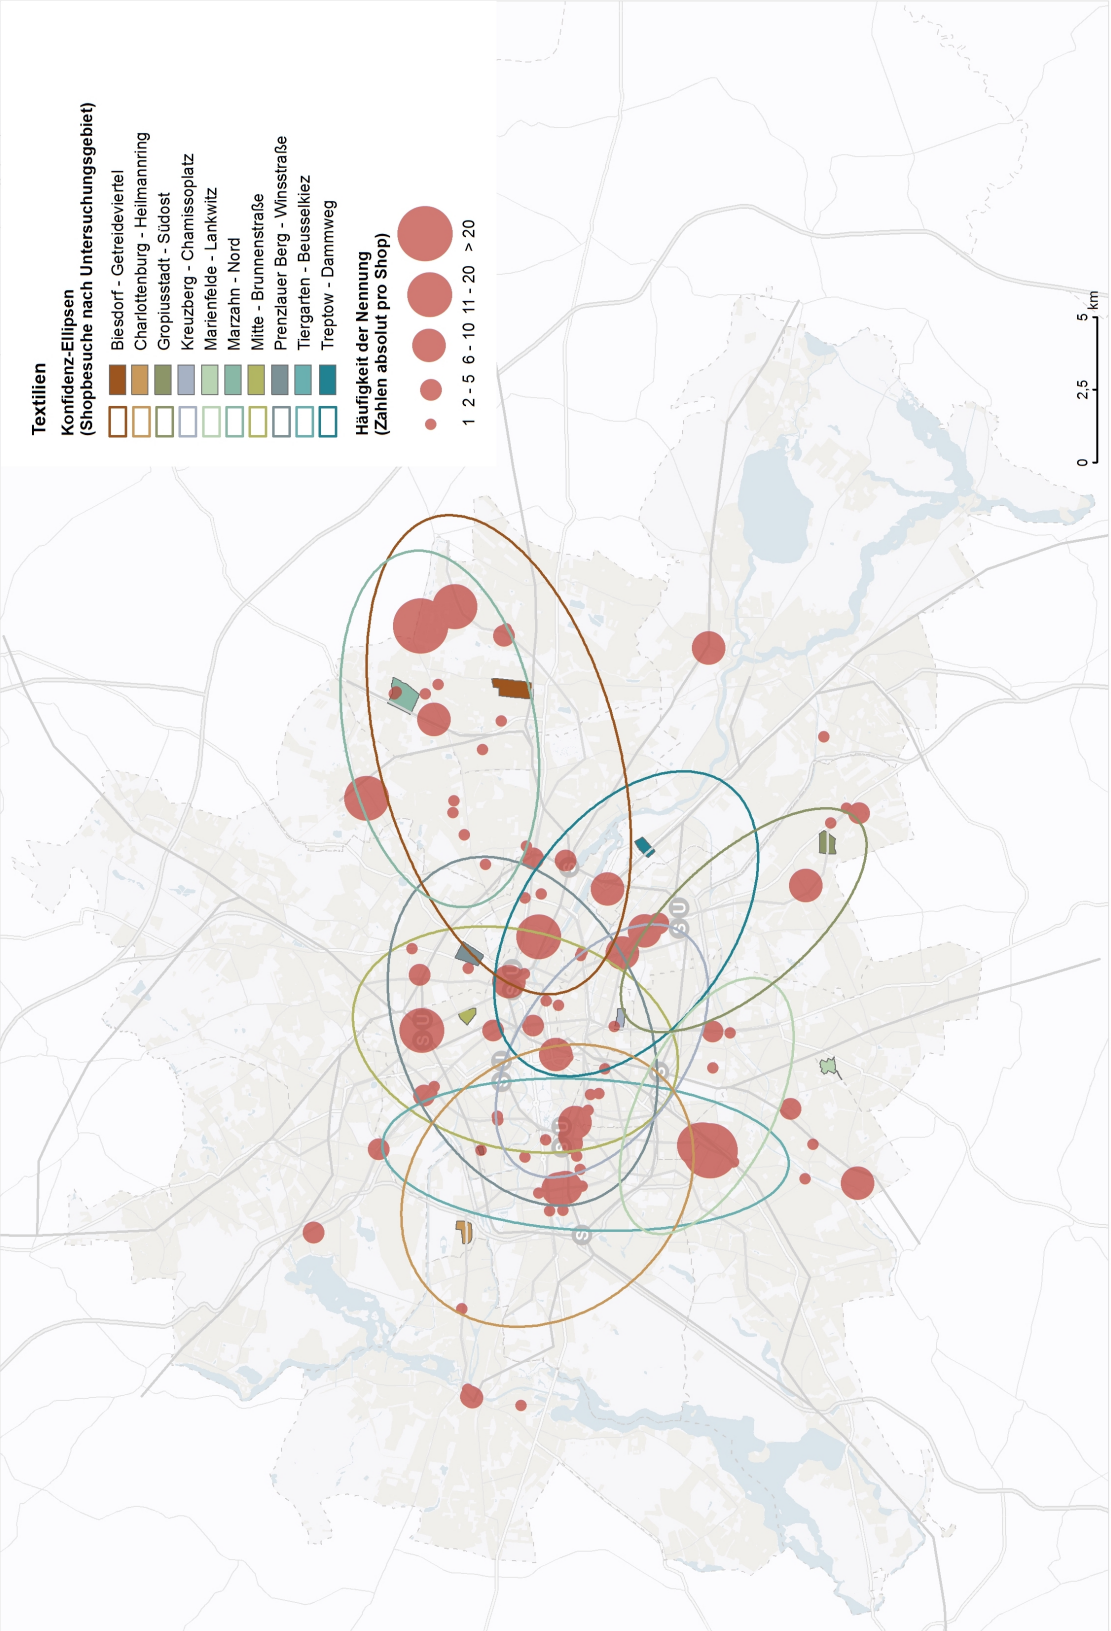 Textilien
Konfidenz-Ellipsen
(Shopbesuche nach Untersuchungsgebiet)
Biesdorf - Getreideviertel
Charlottenburg - Heilmannring
Gropiusstadt - Südost
Kreuzberg - Chamissoplatz
Marienfelde - Lankwitz
Marzahn - Nord
Mitte - Brunnenstraße
Prenzlauer Berg - Winsstraße
Tiergarten - Beusselkiez
Treptow - Dammweg
Häufigkeit der Nennung
(Zahlen absolut pro Shop)
1 2 - 5 6 - 10 11 - 20 > 20
0 2,5 5 km
S U
S U
S U
S U
S U
S
S
S